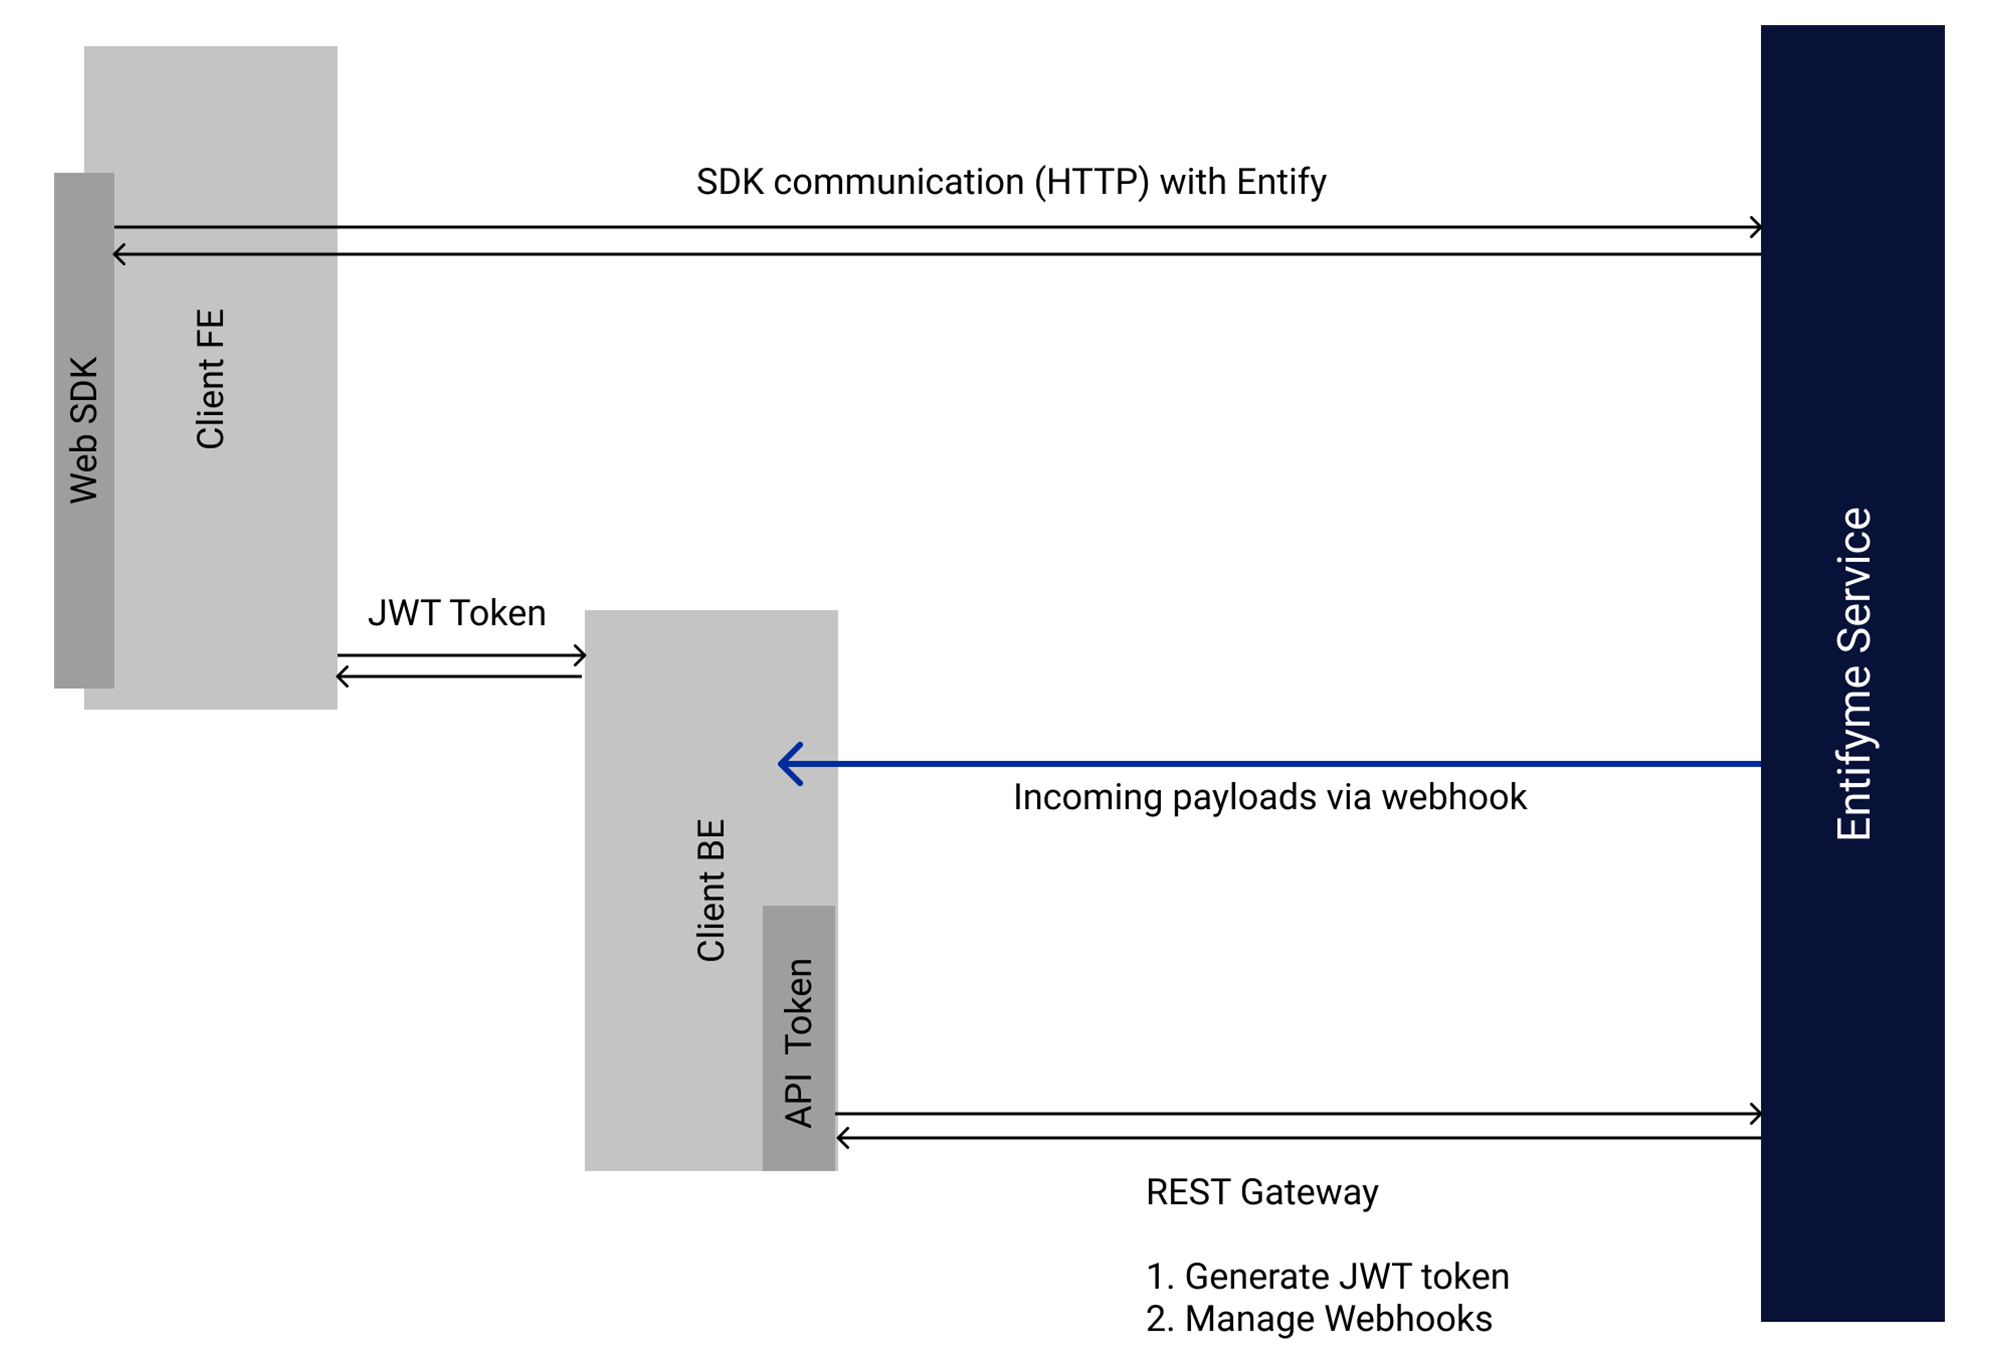 SDK communication (HTTP) with Entify
Client FE
Web SDK
Entifyme Service
JWT Token
Incoming payloads via webhook
Client BE
API Token
REST Gateway
1. Generate JWT token
2. Manage Webhooks